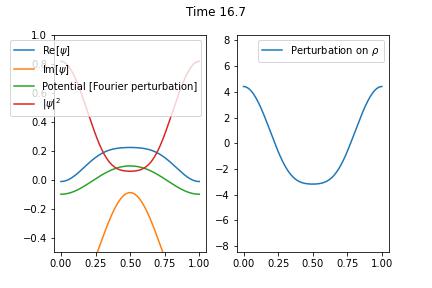 Time 16.7
Re[ψ]
Im[ψ]
Potential [Fourier perturbation]
|ψ|²
1.0
0.8
0.6
0.4
0.2
0.0
−0.2
−0.4
0.00 0.25 0.50 0.75 1.00
Perturbation on ρ
8
6
4
2
0
−2
−4
−6
−8
0.00 0.25 0.50 0.75 1.00